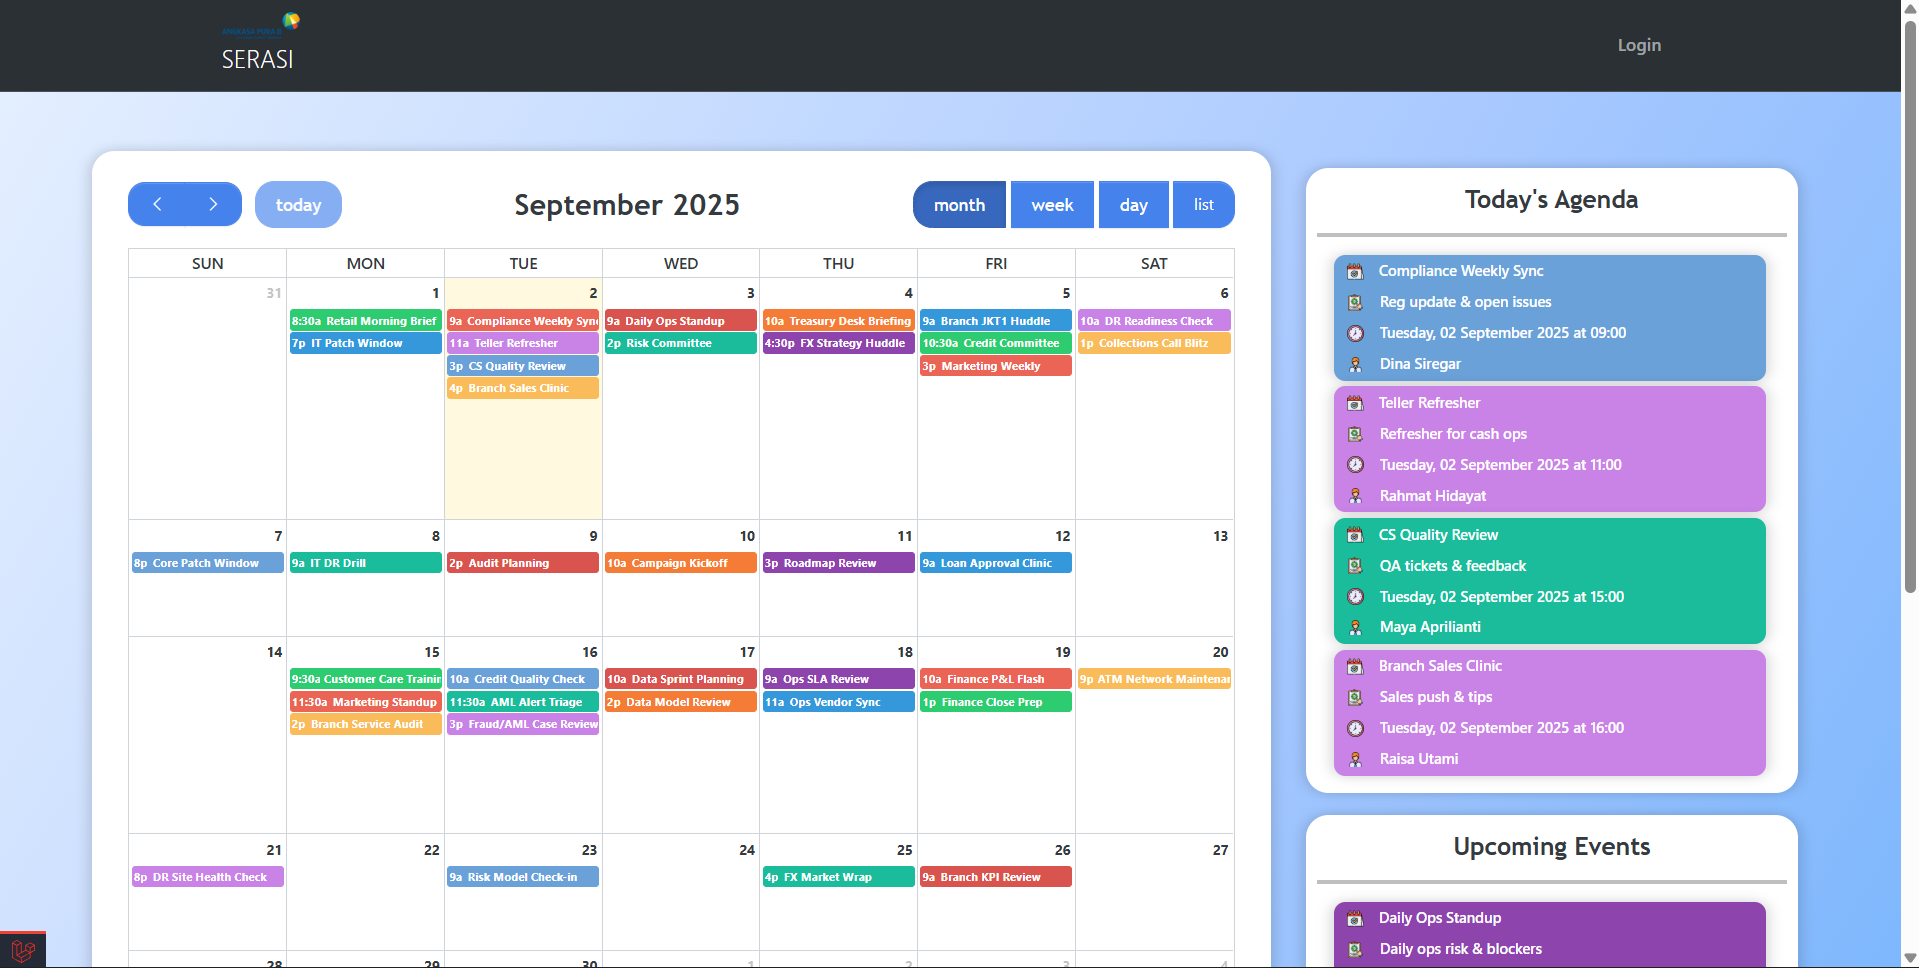 ANGKASA PURA II
SERASI
Login
today
September 2025
month
week
day
list
SUN
MON
TUE
WED
THU
FRI
SAT
31
1
2
3
4
5
6
8:30a Retail Morning Brief
7p IT Patch Window
9a Compliance Weekly Sync
11a Teller Refresher
3p CS Quality Review
4p Branch Sales Clinic
9a Daily Ops Standup
2p Risk Committee
10a Treasury Desk Briefing
4:30p FX Strategy Huddle
9a Branch JKT1 Huddle
10:30a Credit Committee
3p Marketing Weekly
10a DR Readiness Check
1p Collections Call Blitz
7
8
9
10
11
12
13
8p Core Patch Window
9a IT DR Drill
2p Audit Planning
10a Campaign Kickoff
3p Roadmap Review
9a Loan Approval Clinic
14
15
16
17
18
19
20
9:30a Customer Care Trainin
11:30a Marketing Standup
2p Branch Service Audit
10a Credit Quality Check
11:30a AML Alert Triage
3p Fraud/AML Case Review
10a Data Sprint Planning
2p Data Model Review
9a Ops SLA Review
11a Ops Vendor Sync
10a Finance P&L Flash
1p Finance Close Prep
9p ATM Network Maintenan
21
22
23
24
25
26
27
8p DR Site Health Check
9a Risk Model Check-in
4p FX Market Wrap
9a Branch KPI Review
28
29
30
1
2
3
4
Today's Agenda
Compliance Weekly Sync
Reg update & open issues
Tuesday, 02 September 2025 at 09:00
Dina Siregar
Teller Refresher
Refresher for cash ops
Tuesday, 02 September 2025 at 11:00
Rahmat Hidayat
CS Quality Review
QA tickets & feedback
Tuesday, 02 September 2025 at 15:00
Maya Aprilianti
Branch Sales Clinic
Sales push & tips
Tuesday, 02 September 2025 at 16:00
Raisa Utami
Upcoming Events
Daily Ops Standup
Daily ops risk & blockers